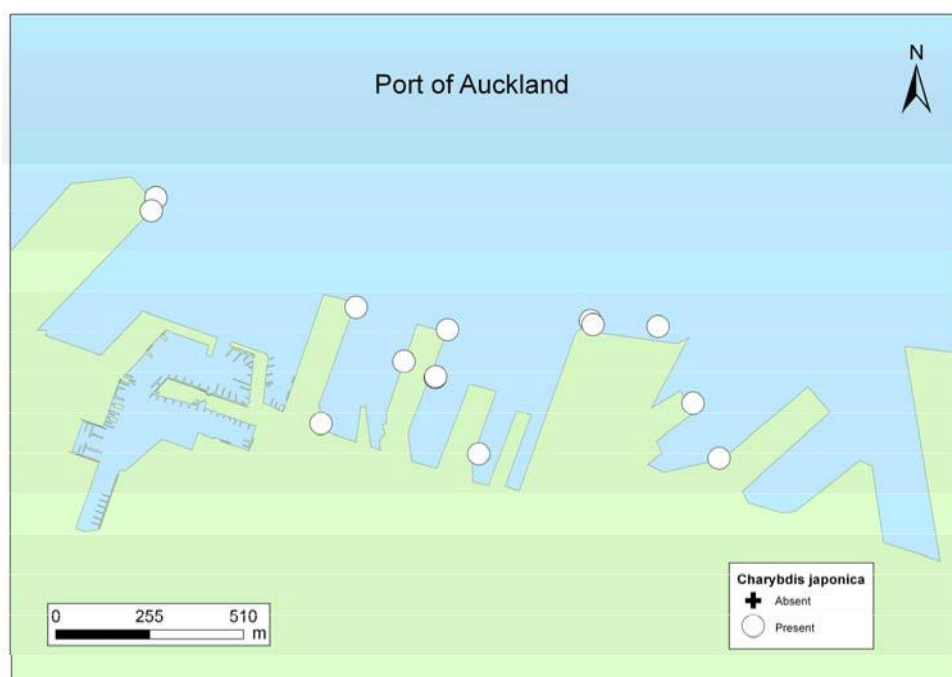 Port of Auckland
N
Charybdis japonica
Absent
Present
0 255 510
m